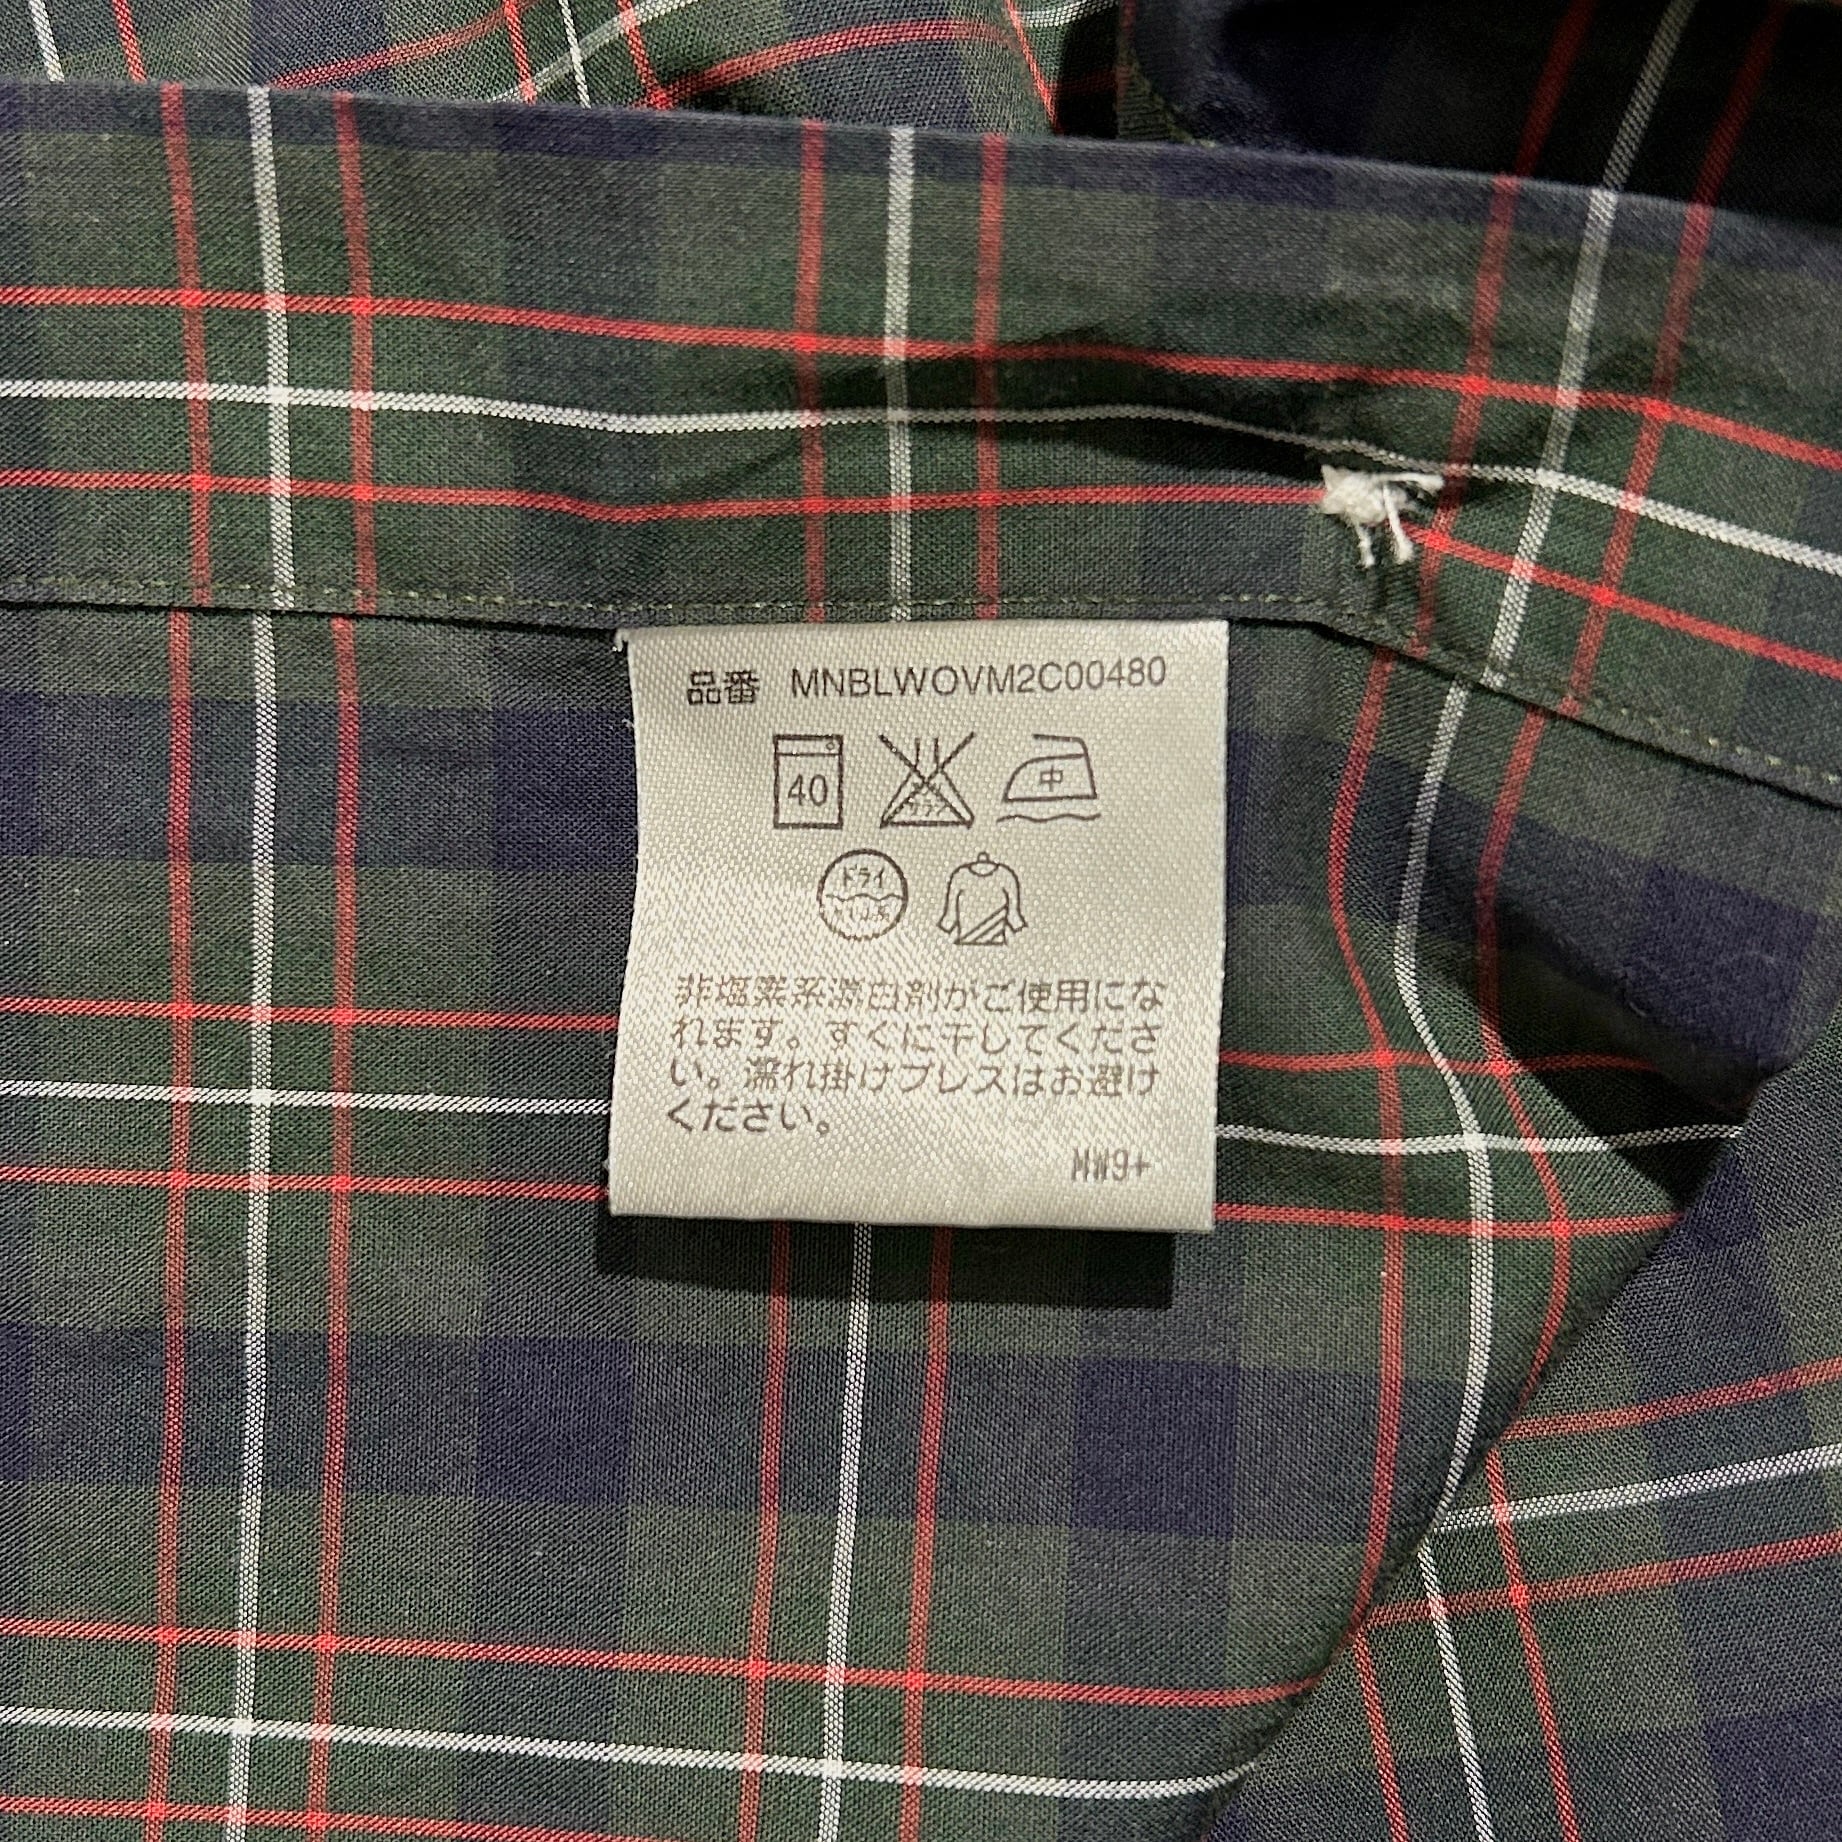 品番 MNBLWOVM2C00480
40
中
ドライ
非塩素系漂白剤がご使用にな
れます。すぐに干してくださ
い。濡れ掛けプレスはお避け
ください。
MW9+